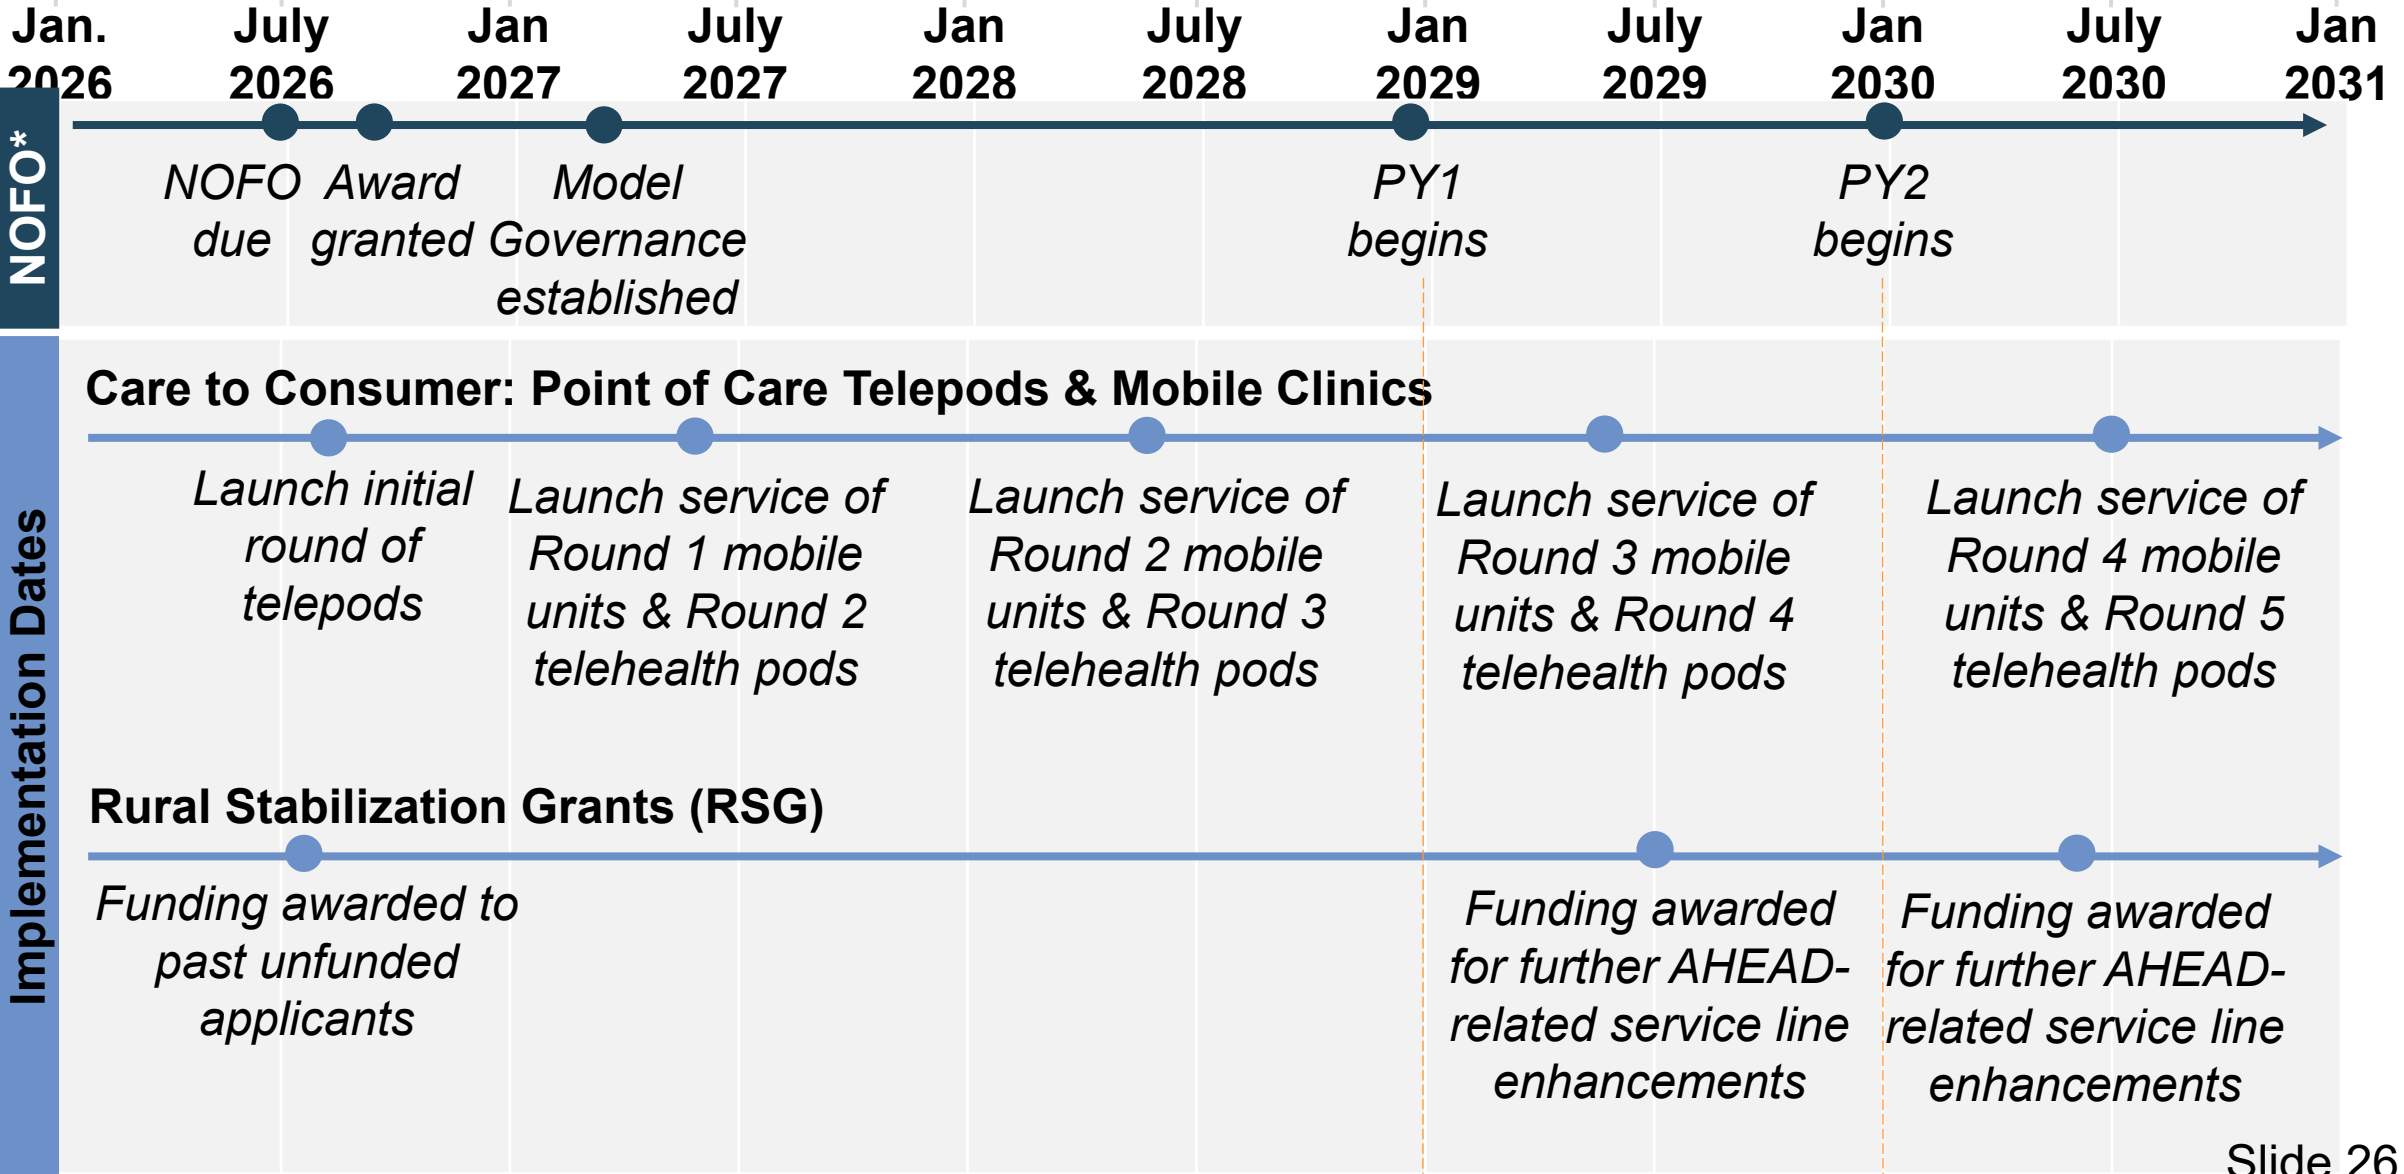 Jan. July Jan July Jan July Jan July Jan July Jan
2026 2026 2027 2027 2028 2028 2029 2029 2030 2030 2031
NOFO*
NOFO due
Award granted
Model
Governance
established
PY1
begins
PY2
begins
Implementation Dates
Care to Consumer: Point of Care Telepods & Mobile Clinics
Launch initial
round of
telepods
Launch service of
Round 1 mobile
units & Round 2
telehealth pods
Launch service of
Round 2 mobile
units & Round 3
telehealth pods
Launch service of
Round 3 mobile
units & Round 4
telehealth pods
Launch service of
Round 4 mobile
units & Round 5
telehealth pods
Rural Stabilization Grants (RSG)
Funding awarded to
past unfunded
applicants
Funding awarded
for further AHEAD-
related service line
enhancements
Funding awarded
for further AHEAD-
related service line
enhancements
Slide 26